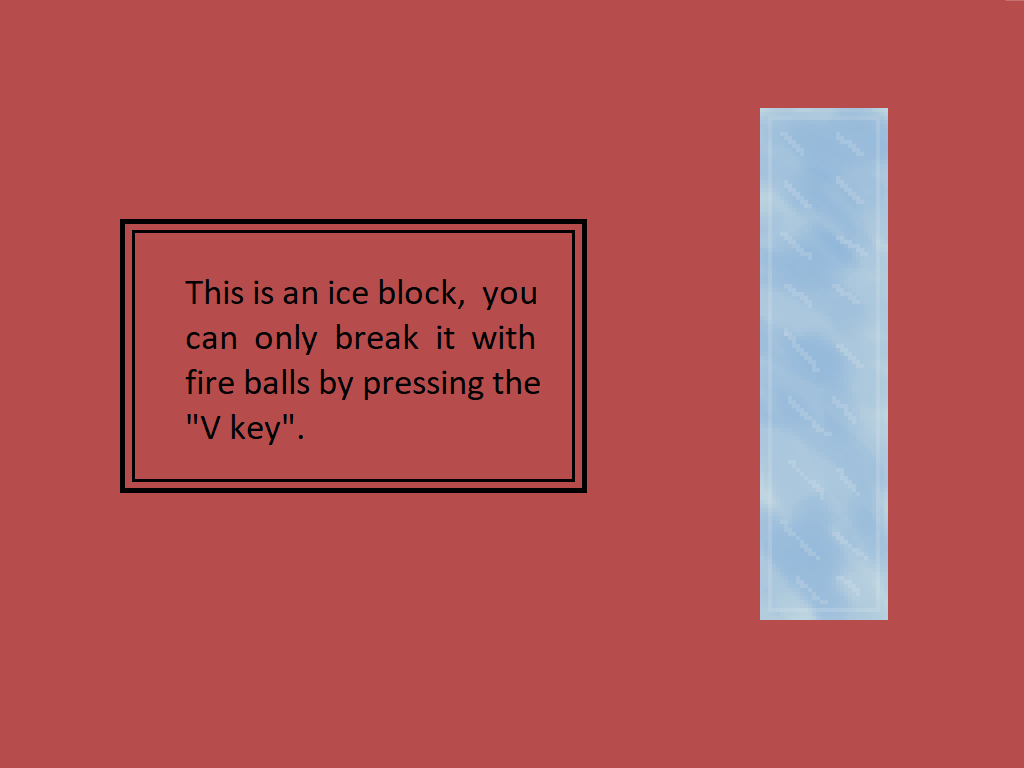 This is an ice block, you
can only break it with
fire balls by pressing the
"V key".